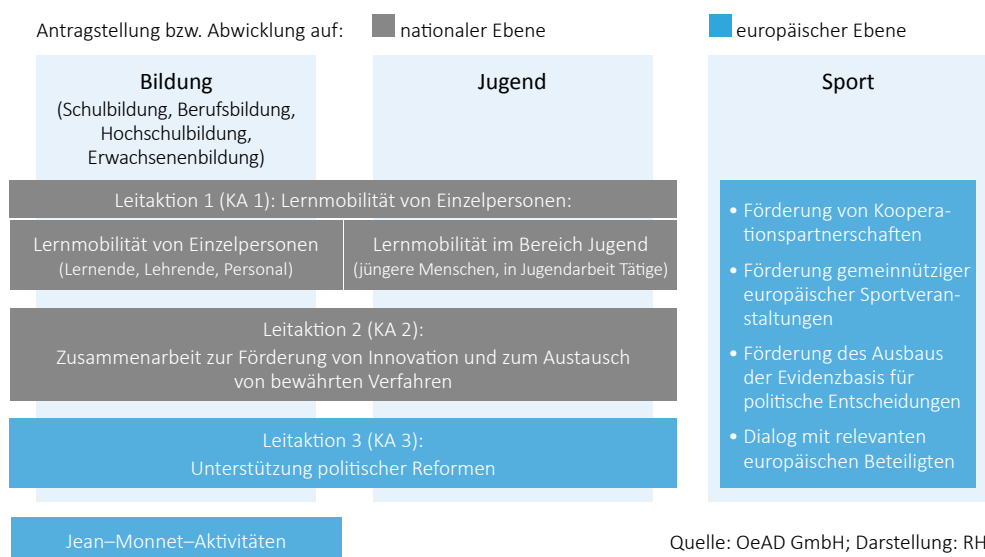 Antragstellung bzw. Abwicklung auf:
nationaler Ebene
europäischer Ebene
Bildung
(Schulbildung, Berufsbildung,
Hochschulbildung,
Erwachsenenbildung)
Jugend
Sport
Leitaktion 1 (KA 1): Lernmobilität von Einzelpersonen:
Lernmobilität von Einzelpersonen
(Lernende, Lehrende, Personal)
Lernmobilität im Bereich Jugend
(jüngere Menschen, in Jugendarbeit Tätige)
Leitaktion 2 (KA 2):
Zusammenarbeit zur Förderung von Innovation und zum Austausch
von bewährten Verfahren
Leitaktion 3 (KA 3):
Unterstützung politischer Reformen
• Förderung von Koopera-
tionspartnerschaften
• Förderung gemeinnütziger
europäischer Sportveran-
staltungen
• Förderung des Ausbaus
der Evidenzbasis für
politische Entscheidungen
• Dialog mit relevanten
europäischen Beteiligten
Jean–Monnet–Aktivitäten
Quelle: OeAD GmbH; Darstellung: RH